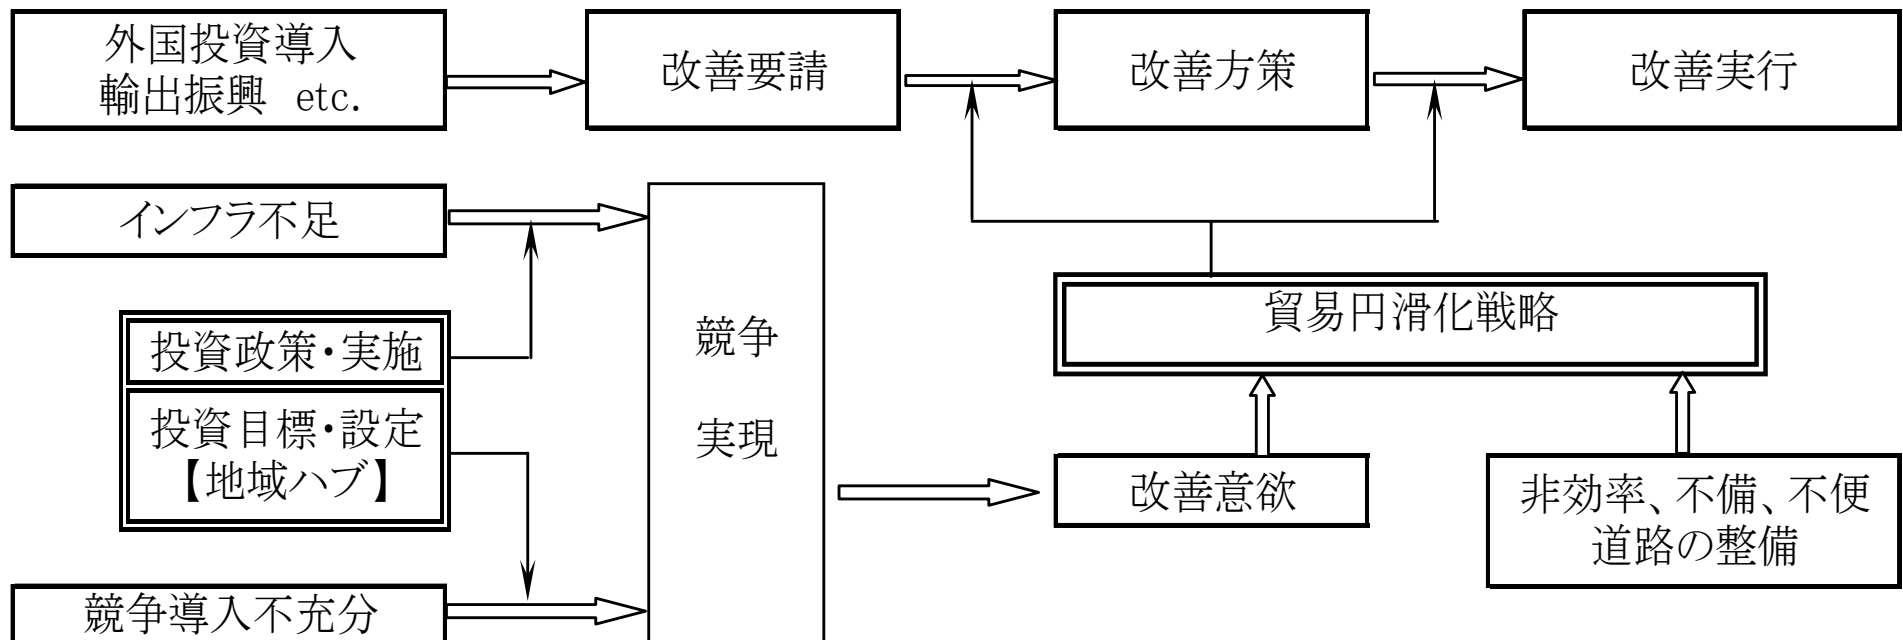 外国投資導入
輸出振興 etc.
改善要請
改善方策
改善実行
インフラ不足
投資政策・実施
投資目標・設定
【地域ハブ】
競争導入不充分
競争
実現
貿易円滑化戦略
改善意欲
非効率、不備、不便
道路の整備